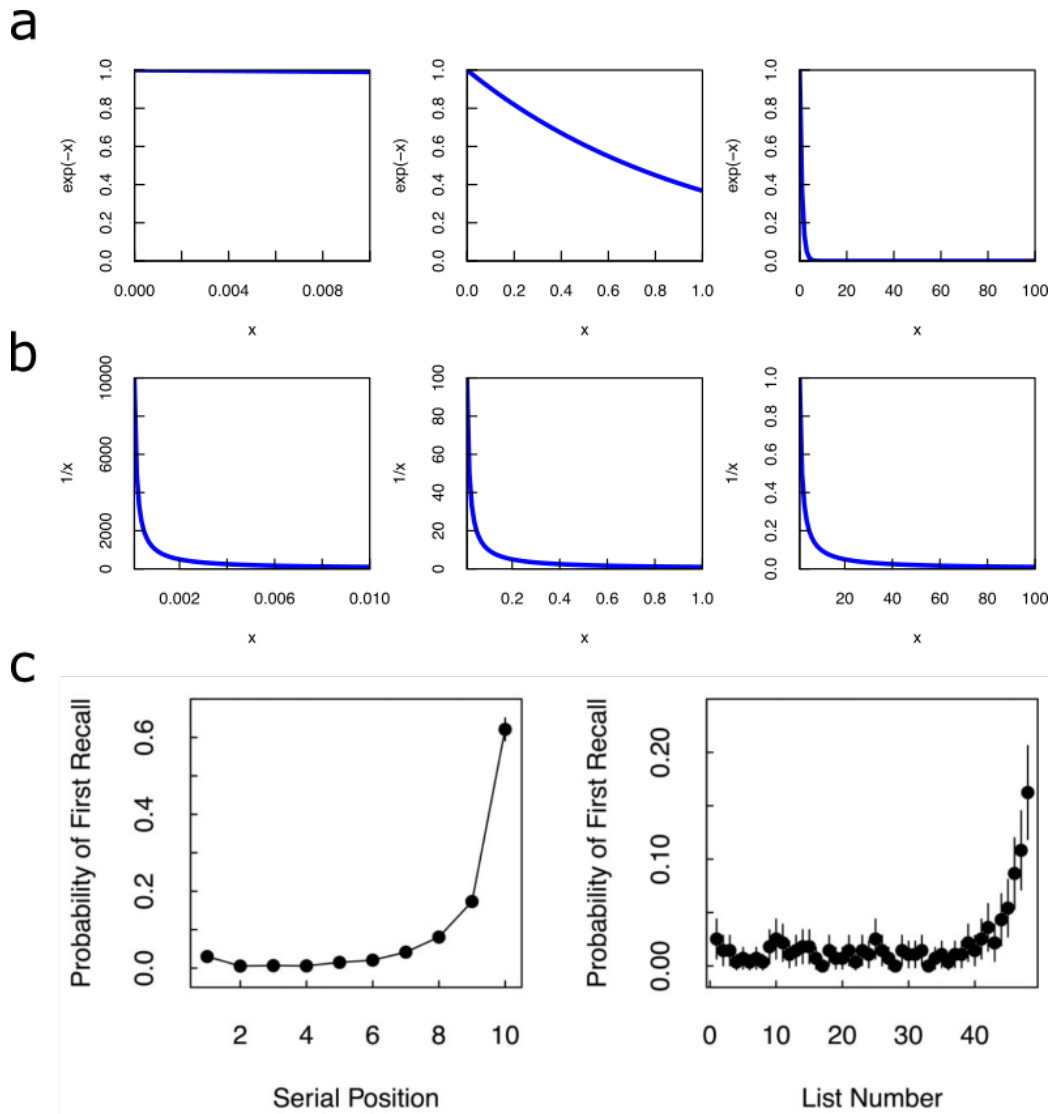 a
exp(−x)
1.0
0.8
0.6
0.4
0.2
0.0
0.000 0.004 0.008
x
exp(−x)
1.0
0.8
0.6
0.4
0.2
0.0
0.0 0.2 0.4 0.6 0.8 1.0
x
exp(−x)
1.0
0.8
0.6
0.4
0.2
0.0
0 20 40 60 80 100
x
b
1/x
10000
6000
2000
0
0.002 0.006 0.010
x
1/x
100
80
60
40
20
0
0.2 0.4 0.6 0.8 1.0
x
1/x
1.0
0.8
0.6
0.4
0.2
0.0
20 40 60 80 100
x
c
Probability of First Recall
0.6
0.4
0.2
0.0
2 4 6 8 10
Serial Position
Probability of First Recall
0.20
0.10
0.00
0 10 20 30 40
List Number